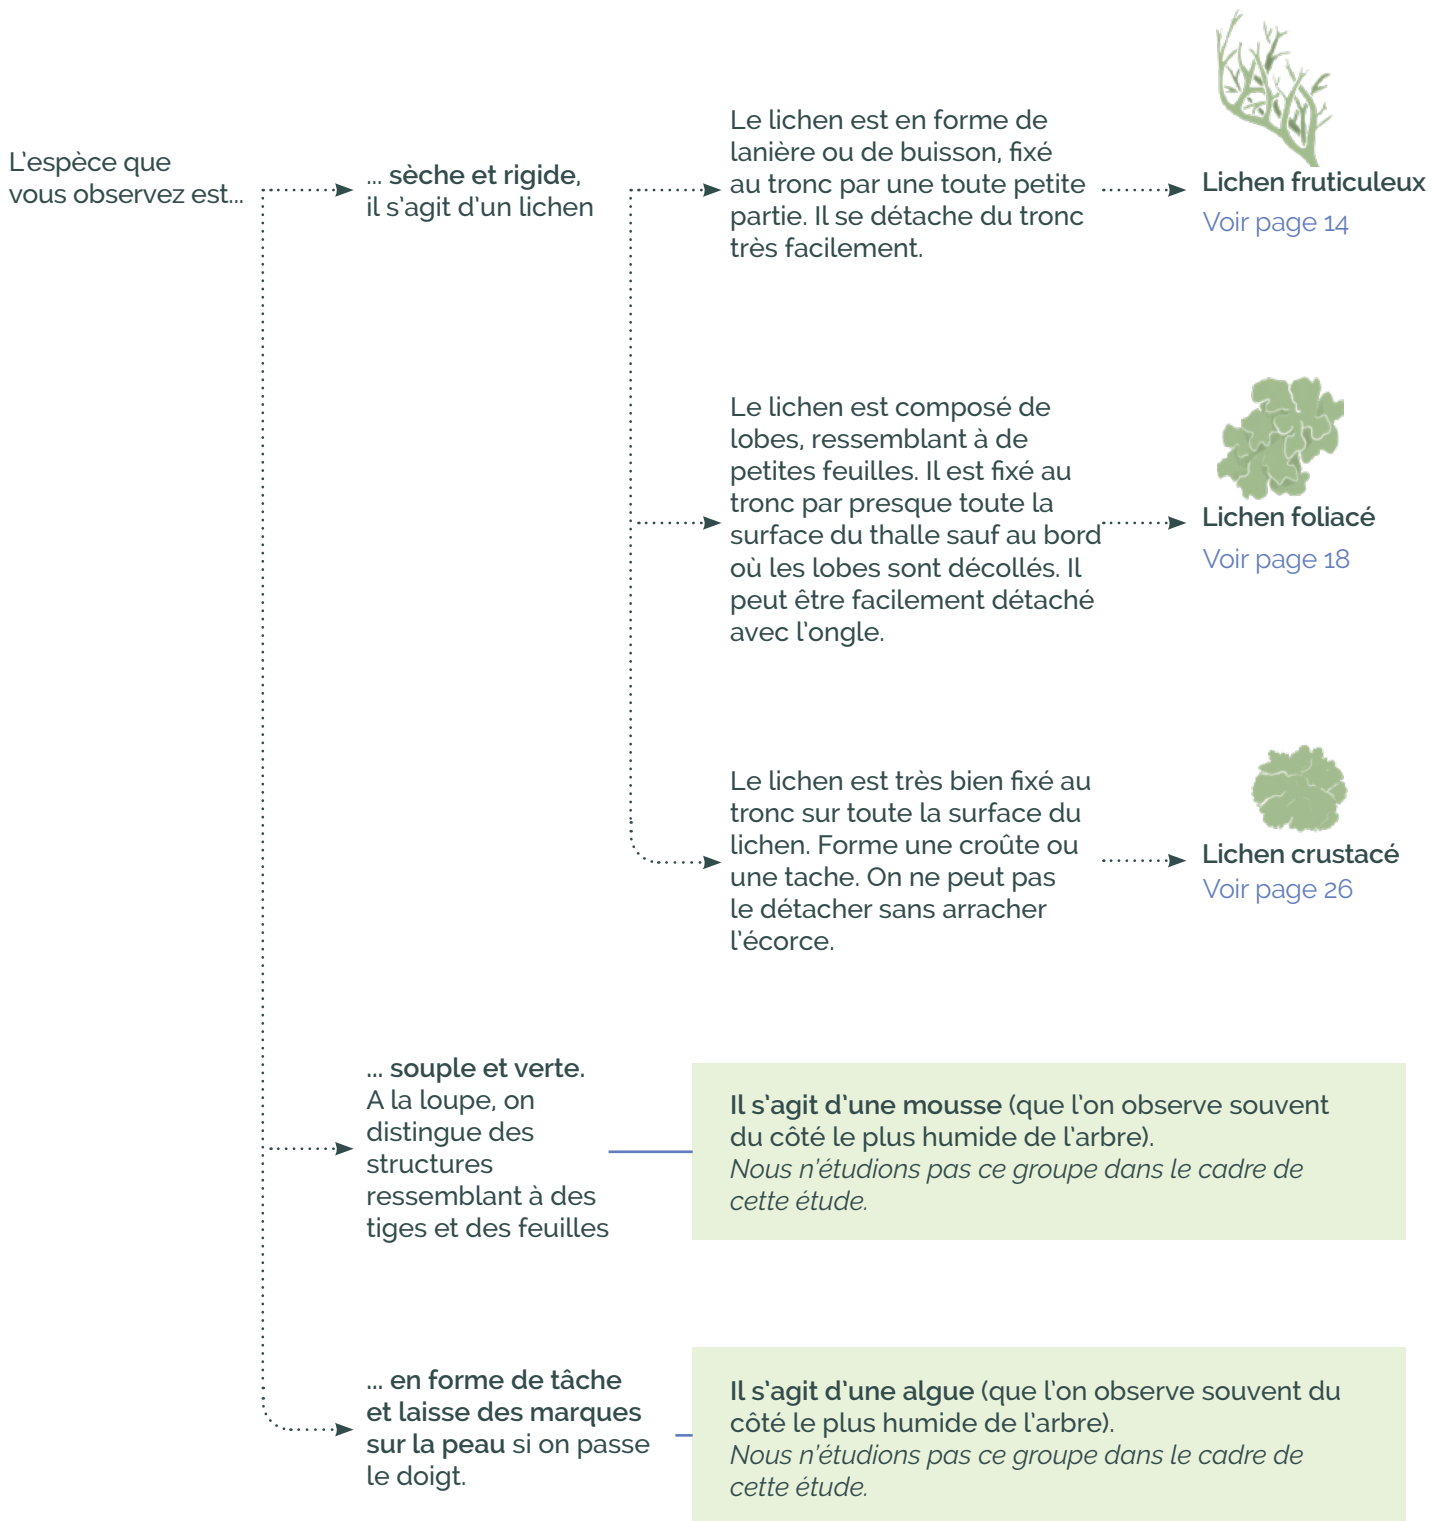 L'espèce que
vous observez est...
... sèche et rigide,
il s'agit d'un lichen
Le lichen est en forme de
lanière ou de buisson, fixé
au tronc par une toute petite
partie. Il se détache du tronc
très facilement.
Lichen fruticuleux
Voir page 14
Le lichen est composé de
lobes, ressemblant à de
petites feuilles. Il est fixé au
tronc par presque toute la
surface du thalle sauf au bord
où les lobes sont décollés. Il
peut être facilement détaché
avec l'ongle.
Lichen foliacé
Voir page 18
Le lichen est très bien fixé au
tronc sur toute la surface du
lichen. Forme une croûte ou
une tache. On ne peut pas
le détacher sans arracher
l'écorce.
Lichen crustacé
Voir page 26
... souple et verte.
A la loupe, on
distingue des
structures
ressemblant à des
tiges et des feuilles
Il s'agit d'une mousse (que l'on observe souvent
du côté le plus humide de l'arbre).
Nous n'étudions pas ce groupe dans le cadre de
cette étude.
... en forme de tâche
et laisse des marques
sur la peau si on passe
le doigt.
Il s'agit d'une algue (que l'on observe souvent du
côté le plus humide de l'arbre).
Nous n'étudions pas ce groupe dans le cadre de
cette étude.